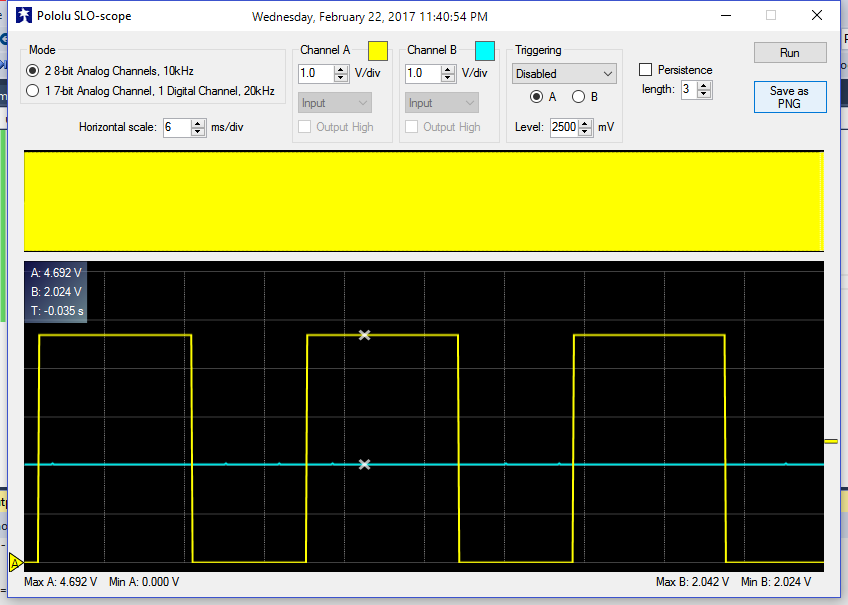 Pololu SLO-scope
Wednesday, February 22, 2017 11:40:54 PM
Mode
2 8-bit Analog Channels, 10kHz
1 7-bit Analog Channel, 1 Digital Channel, 20kHz
Horizontal scale: 6 ms/div
Channel A
1.0 V/div
Input
Output High
Channel B
1.0 V/div
Input
Output High
Triggering
Disabled
A B
Level: 2500 mV
Persistence
length: 3
Run
Save as
PNG
A: 4.692 V
B: 2.024 V
T: -0.035 s
A
Max A: 4.692 V Min A: 0.000 V
Max B: 2.042 V Min B: 2.024 V